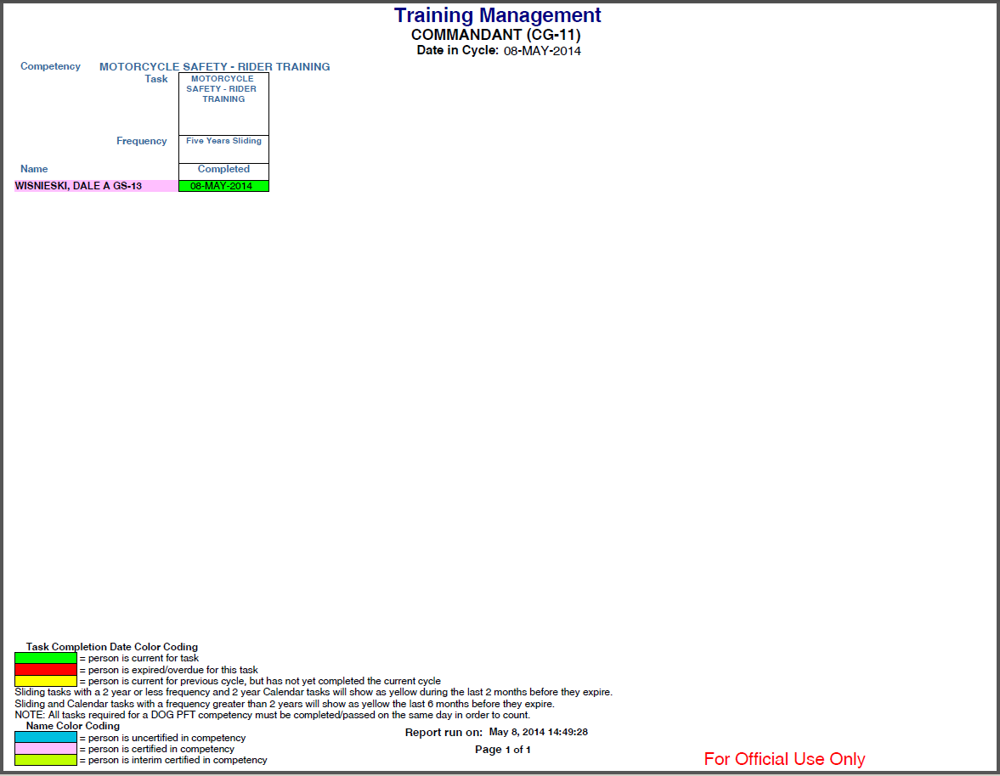 Training Management
COMMANDANT (CG-11)
Date in Cycle: 08-MAY-2014
Competency MOTORCYCLE SAFETY - RIDER TRAINING
Task MOTORCYCLE
SAFETY - RIDER
TRAINING
Frequency Five Years Sliding
Name Completed
WISNIESKI, DALE A GS-13 08-MAY-2014
Task Completion Date Color Coding
= person is current for task
= person is expired/overdue for this task
= person is current for previous cycle, but has not yet completed the current cycle
Sliding tasks with a 2 year or less frequency and 2 year Calendar tasks will show as yellow during the last 2 months before they expire.
Sliding and Calendar tasks with a frequency greater than 2 years will show as yellow the last 6 months before they expire.
NOTE: All tasks required for a DOG PFT competency must be completed/passed on the same day in order to count.
Name Color Coding
= person is uncertified in competency
= person is certified in competency
= person is interim certified in competency
Report run on: May 8, 2014 14:49:28
Page 1 of 1
For Official Use Only